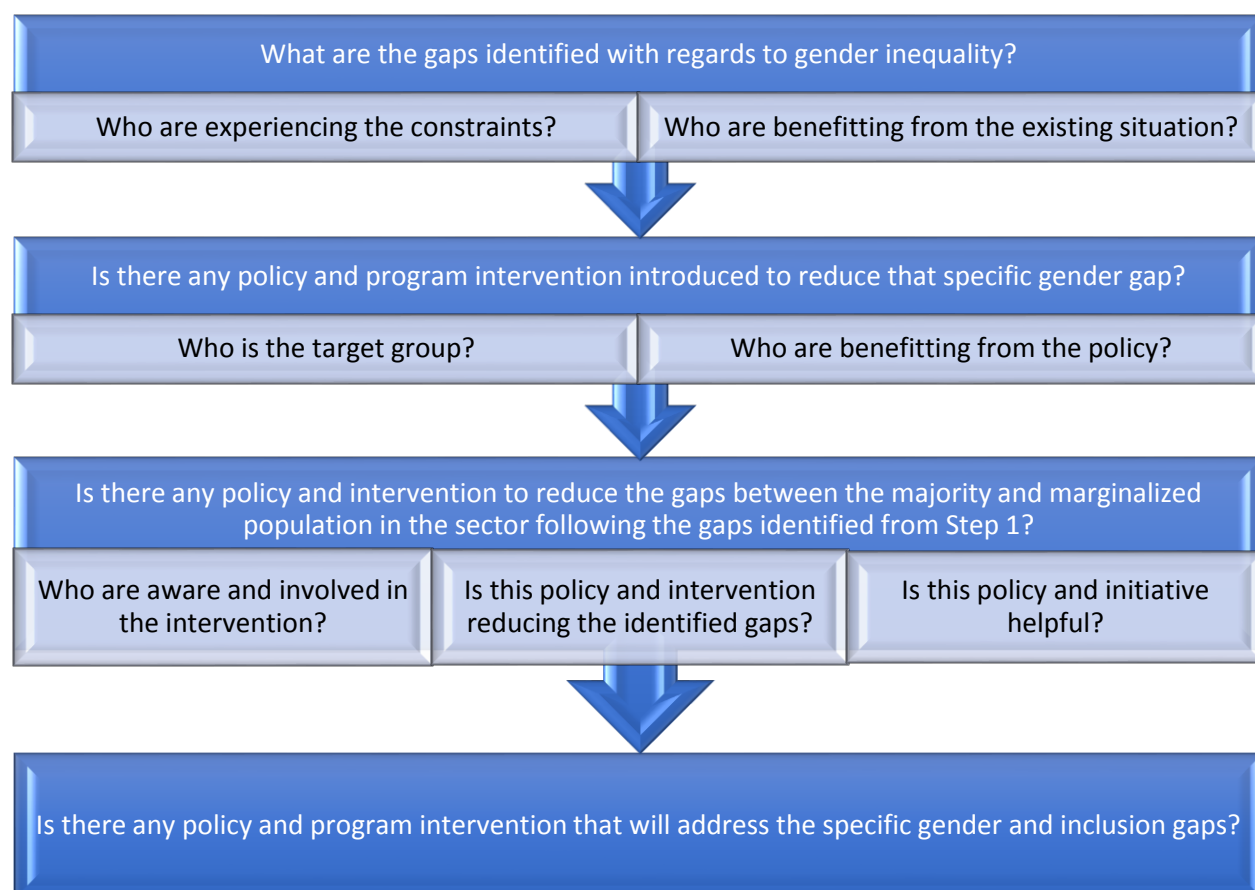 What are the gaps identified with regards to gender inequality?
Who are experiencing the constraints?
Who are benefitting from the existing situation?
Is there any policy and program intervention introduced to reduce that specific gender gap?
Who is the target group?
Who are benefitting from the policy?
Is there any policy and intervention to reduce the gaps between the majority and marginalized
population in the sector following the gaps identified from Step 1?
Who are aware and involved in
the intervention?
Is this policy and intervention
reducing the identified gaps?
Is this policy and initiative
helpful?
Is there any policy and program intervention that will address the specific gender and inclusion gaps?